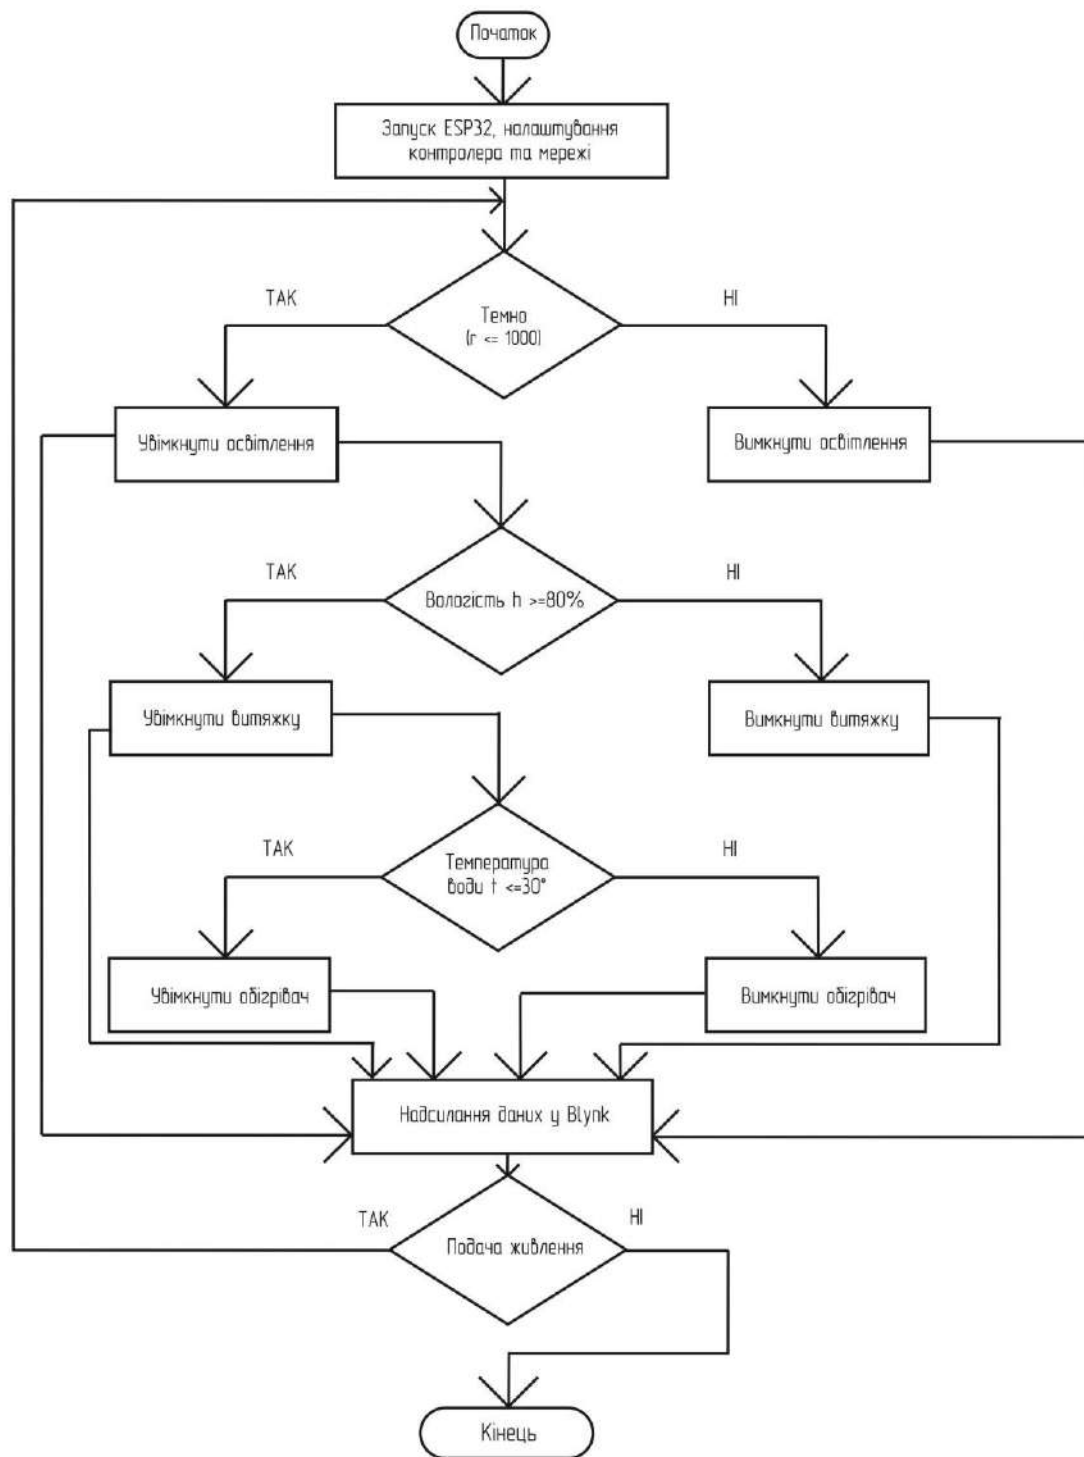 Початок
Запуск ESP32, налаштування
контролера та мережі
ТАК
НІ
Темно
(r <= 1000)
Увімкнути освітлення
Вимкнути освітлення
ТАК
НІ
Вологість h >=80%
Увімкнути витяжку
Вимкнути витяжку
ТАК
НІ
Температура
води t <=30°
Увімкнути обігрівач
Вимкнути обігрівач
Надсилання даних у Blynk
ТАК
НІ
Подача живлення
Кінець